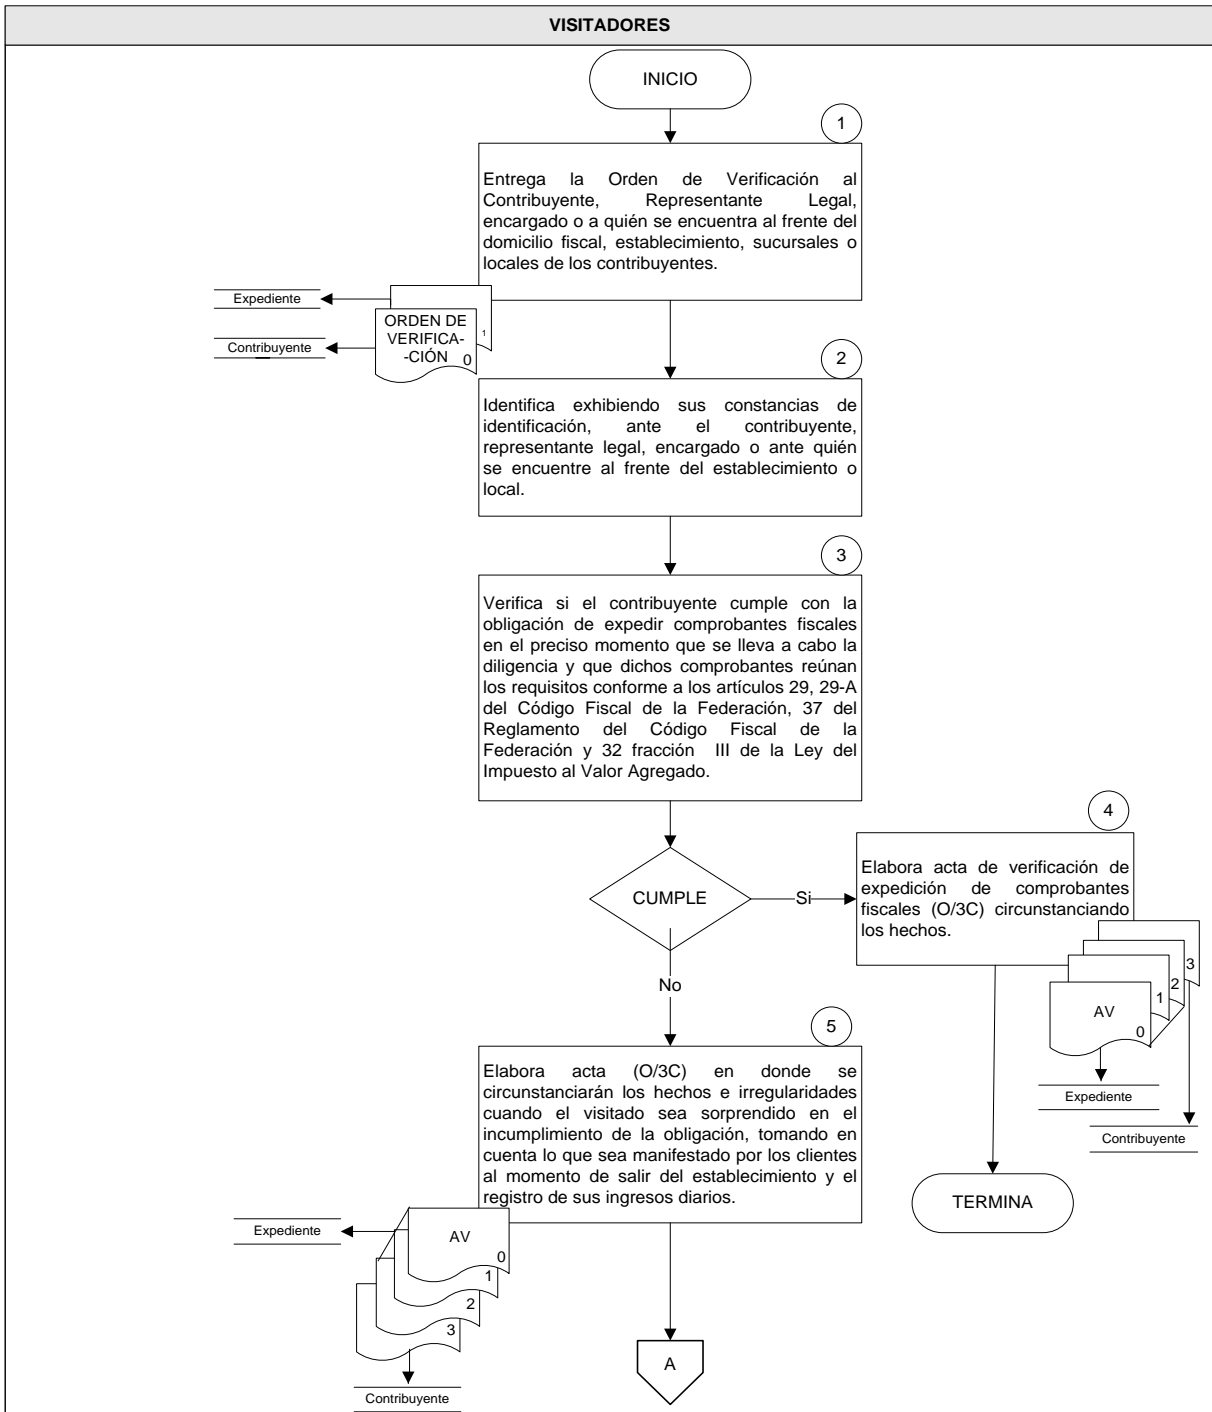 VISITADORES
INICIO
1
Entrega la Orden de Verificación al
Contribuyente, Representante Legal,
encargado o a quién se encuentra al frente del
domicilio fiscal, establecimiento, sucursales o
locales de los contribuyentes.
Expediente
1
ORDEN DE
VERIFICA-
-CIÓN
0
Contribuyente
2
Identifica exhibiendo sus constancias de
identificación, ante el contribuyente,
representante legal, encargado o ante quién
se encuentre al frente del establecimiento o
local.
3
Verifica si el contribuyente cumple con la
obligación de expedir comprobantes fiscales
en el preciso momento que se lleva a cabo la
diligencia y que dichos comprobantes reúnan
los requisitos conforme a los artículos 29, 29-A
del Código Fiscal de la Federación, 37 del
Reglamento del Código Fiscal de la
Federación y 32 fracción III de la Ley del
Impuesto al Valor Agregado.
CUMPLE
Si
4
Elabora acta de verificación de
expedición de comprobantes
fiscales (O/3C) circunstanciando
los hechos.
3
2
1
AV
0
Expediente
Contribuyente
TERMINA
No
5
Elabora acta (O/3C) en donde se
circunstanciarán los hechos e irregularidades
cuando el visitado sea sorprendido en el
incumplimiento de la obligación, tomando en
cuenta lo que sea manifestado por los clientes
al momento de salir del establecimiento y el
registro de sus ingresos diarios.
Expediente
AV
0
1
2
3
Contribuyente
A